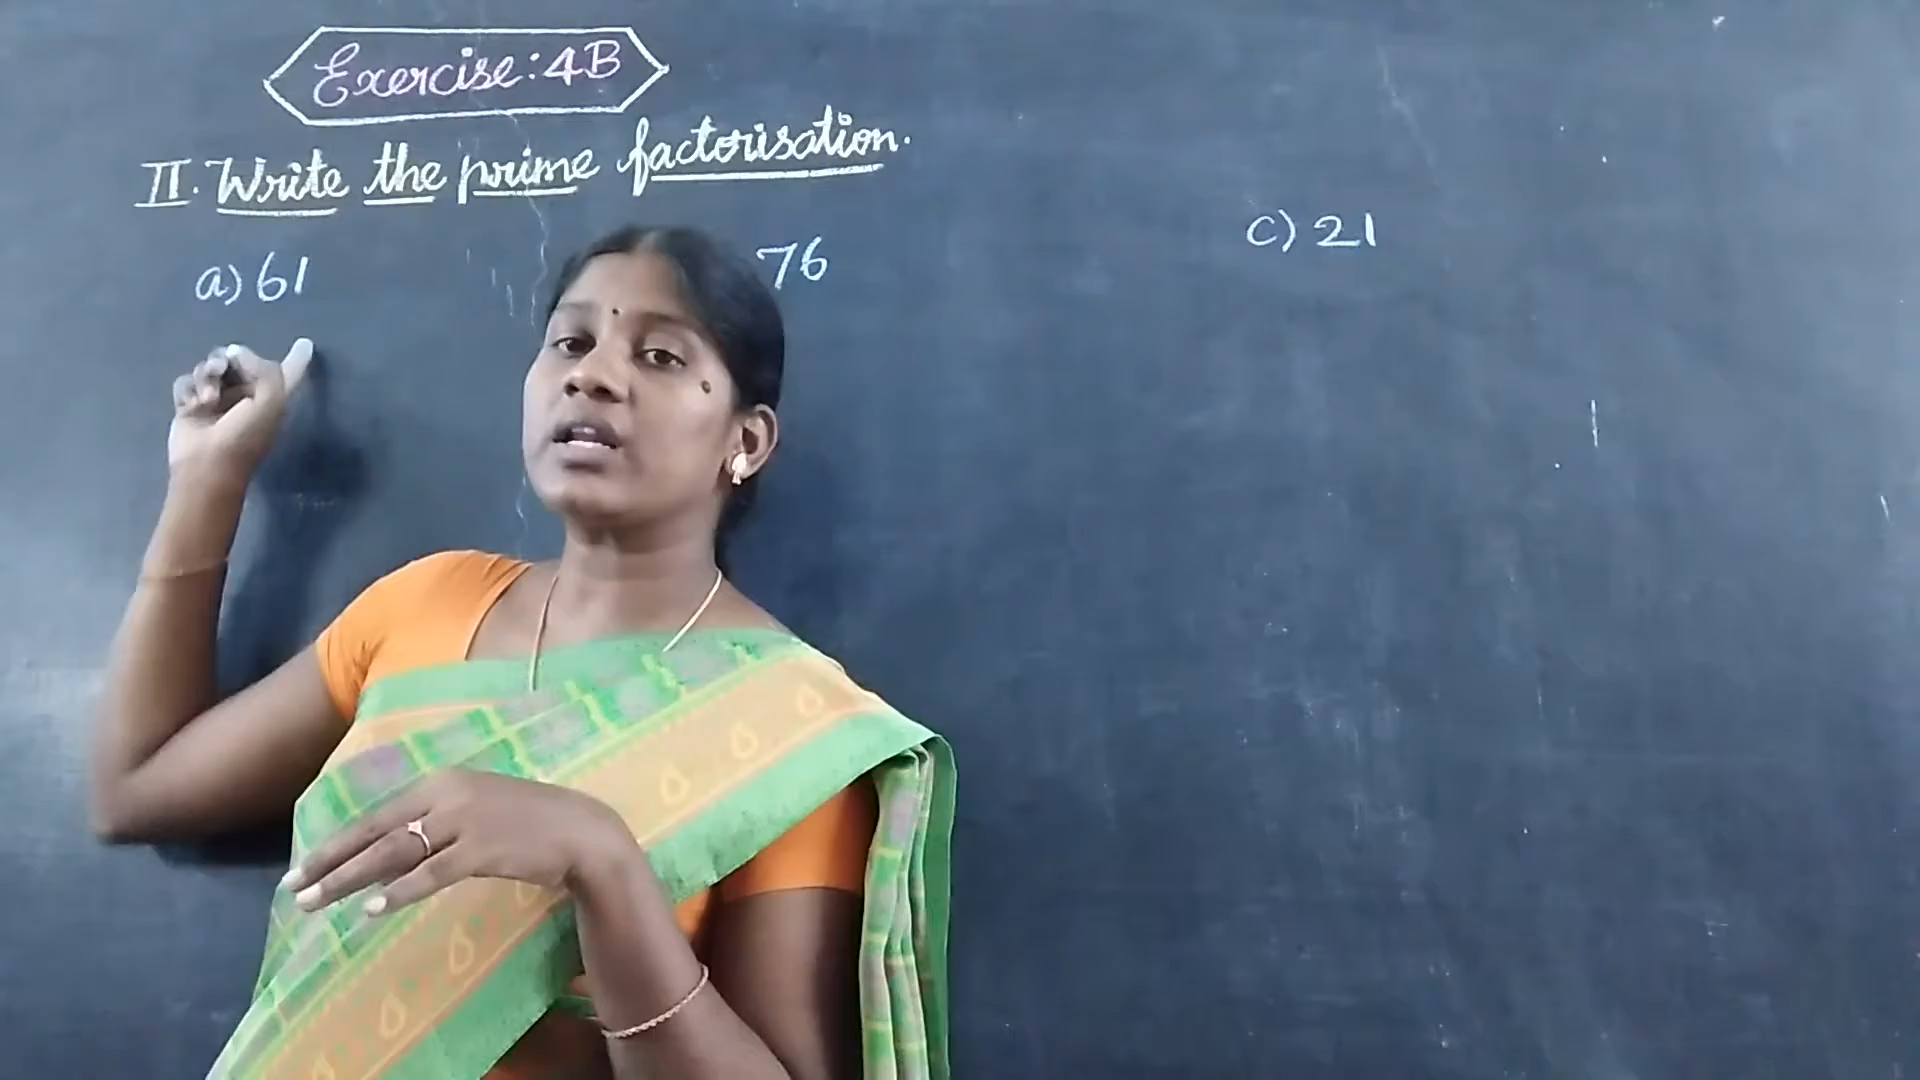 Exercise: 4B
II. Write the prime factorisation.
a) 61 76 c) 21